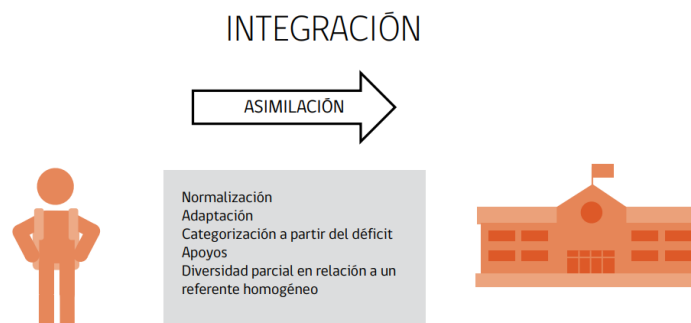 INTEGRACIÓN
ASIMILACIÓN
Normalización
Adaptación
Categorización a partir del déficit
Apoyos
Diversidad parcial en relación a un
referente homogéneo